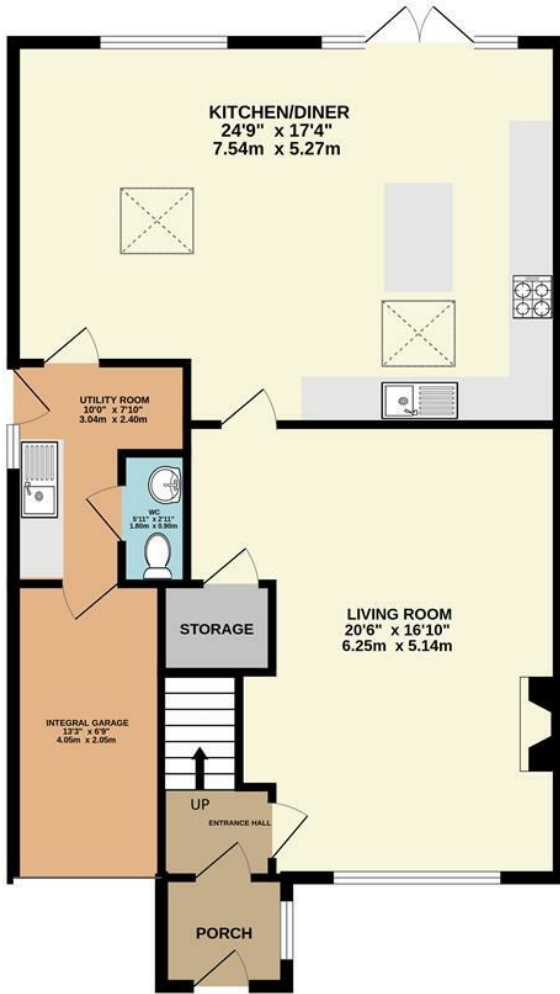 KITCHEN/DINER
24'9" x 17'4"
7.54m x 5.27m
UTILITY ROOM
10'0" x 7'10"
3.04m x 2.40m
WC
5'11" x 2'11"
1.80m x 0.90m
STORAGE
LIVING ROOM
20'6" x 16'10"
6.25m x 5.14m
INTEGRAL GARAGE
13'3" x 6'9"
4.05m x 2.05m
UP
ENTRANCE HALL
PORCH